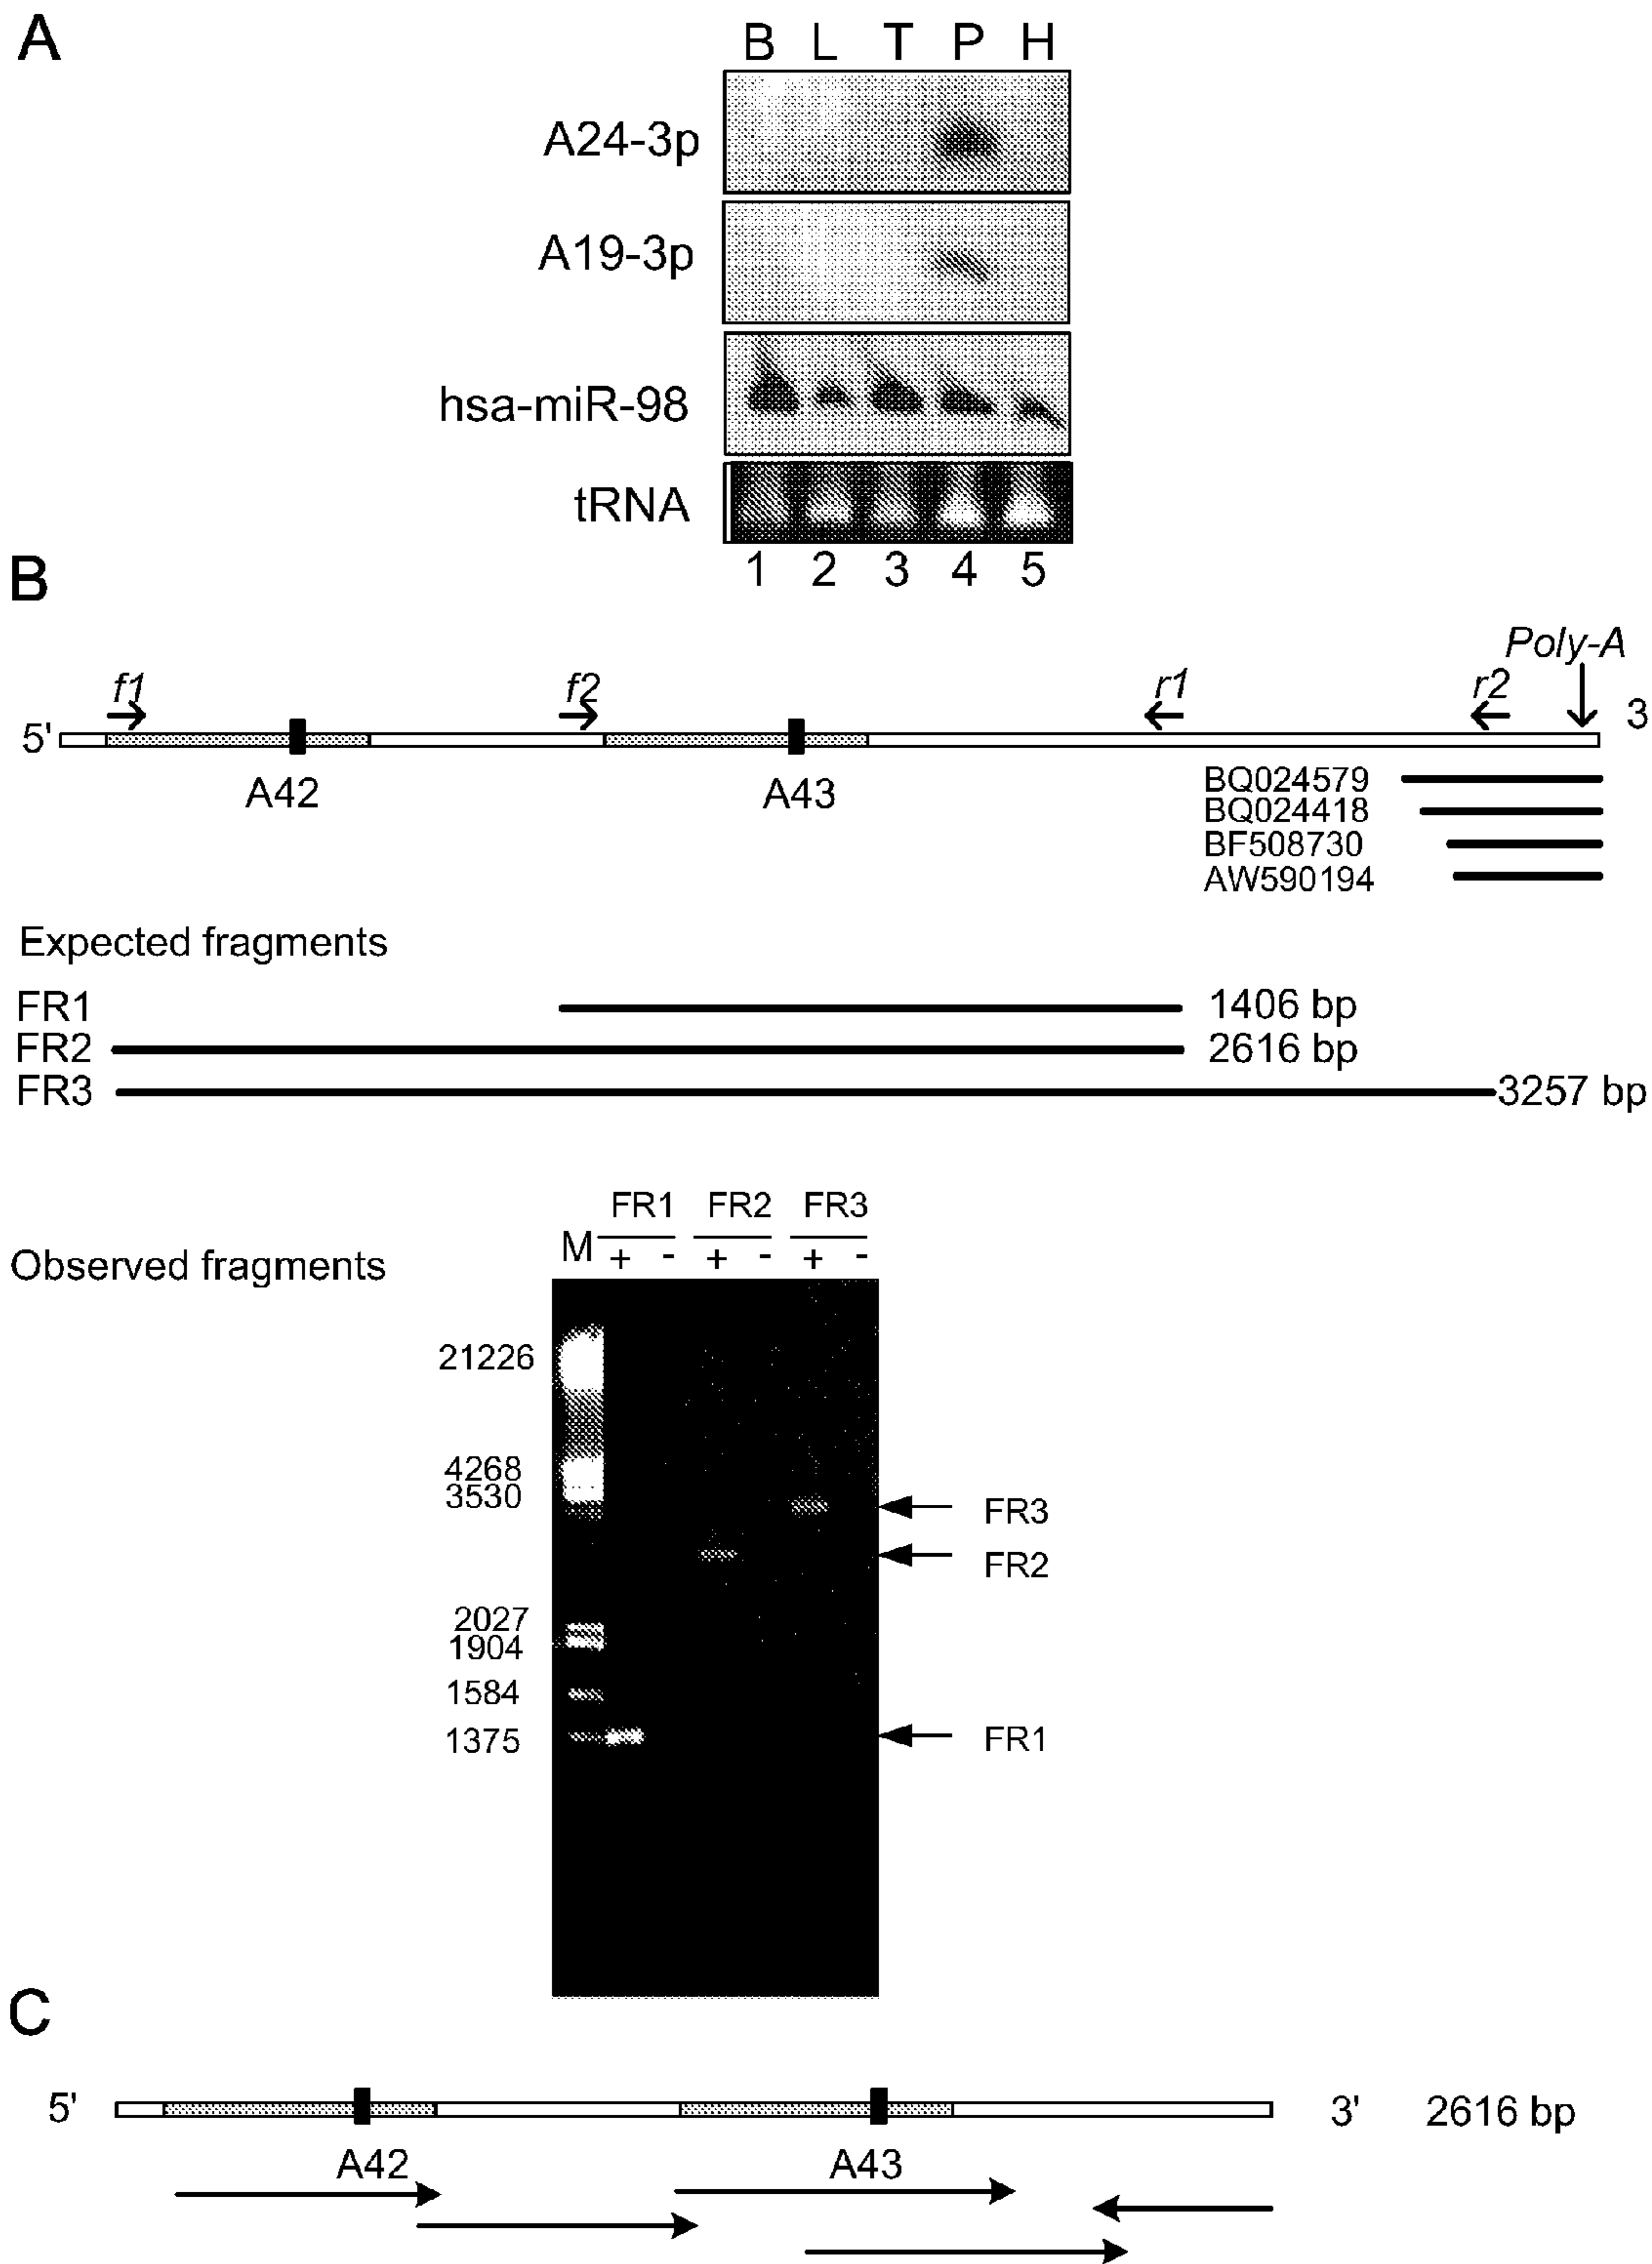 A
B L T P H
A24-3p
A19-3p
hsa-miR-98
tRNA
1 2 3 4 5
B
Poly-A
f1 f2 r1 r2
5' 3
A42 A43
BQ024579
BQ024418
BF508730
AW590194
Expected fragments
FR1 1406 bp
FR2 2616 bp
FR3 3257 bp
FR1 FR2 FR3
M + - + - + -
Observed fragments
21226
4268
3530
FR3
FR2
2027
1904
1584
1375
FR1
C
5' 3' 2616 bp
A42 A43